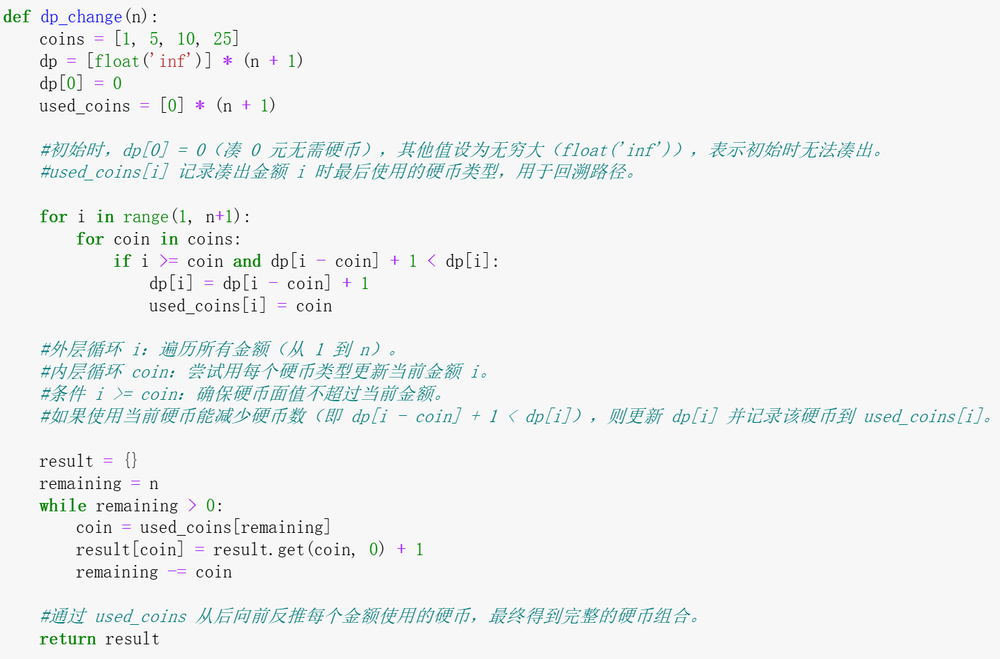 def dp_change(n):
    coins = [1, 5, 10, 25]
    dp = [float('inf')] * (n + 1)
    dp[0] = 0
    used_coins = [0] * (n + 1)

    #初始时，dp[0] = 0（凑 0 元无需硬币），其他值设为无穷大（float('inf')），表示初始时无法凑出。
    #used_coins[i] 记录凑出金额 i 时最后使用的硬币类型，用于回溯路径。

    for i in range(1, n+1):
        for coin in coins:
            if i >= coin and dp[i - coin] + 1 < dp[i]:
                dp[i] = dp[i - coin] + 1
                used_coins[i] = coin

    #外层循环 i：遍历所有金额（从 1 到 n）。
    #内层循环 coin：尝试用每个硬币类型更新当前金额 i。
    #条件 i >= coin：确保硬币面值不超过当前金额。
    #如果使用当前硬币能减少硬币数（即 dp[i - coin] + 1 < dp[i]），则更新 dp[i] 并记录该硬币到 used_coins[i]。

    result = {}
    remaining = n
    while remaining > 0:
        coin = used_coins[remaining]
        result[coin] = result.get(coin, 0) + 1
        remaining -= coin

    #通过 used_coins 从后向前反推每个金额使用的硬币，最终得到完整的硬币组合。
    return result